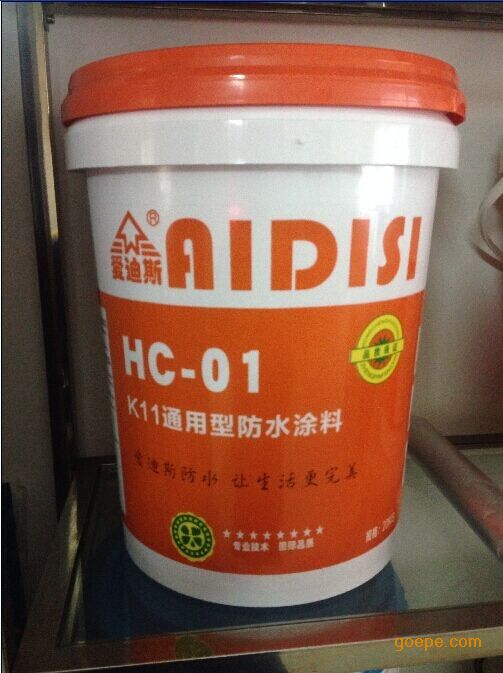 爱迪斯® AIDISI
HC-01
K11通用型防水涂料
爱迪斯防水 让生活更完美
★★★★★★★★
专业技术 国际品质
goepe.com